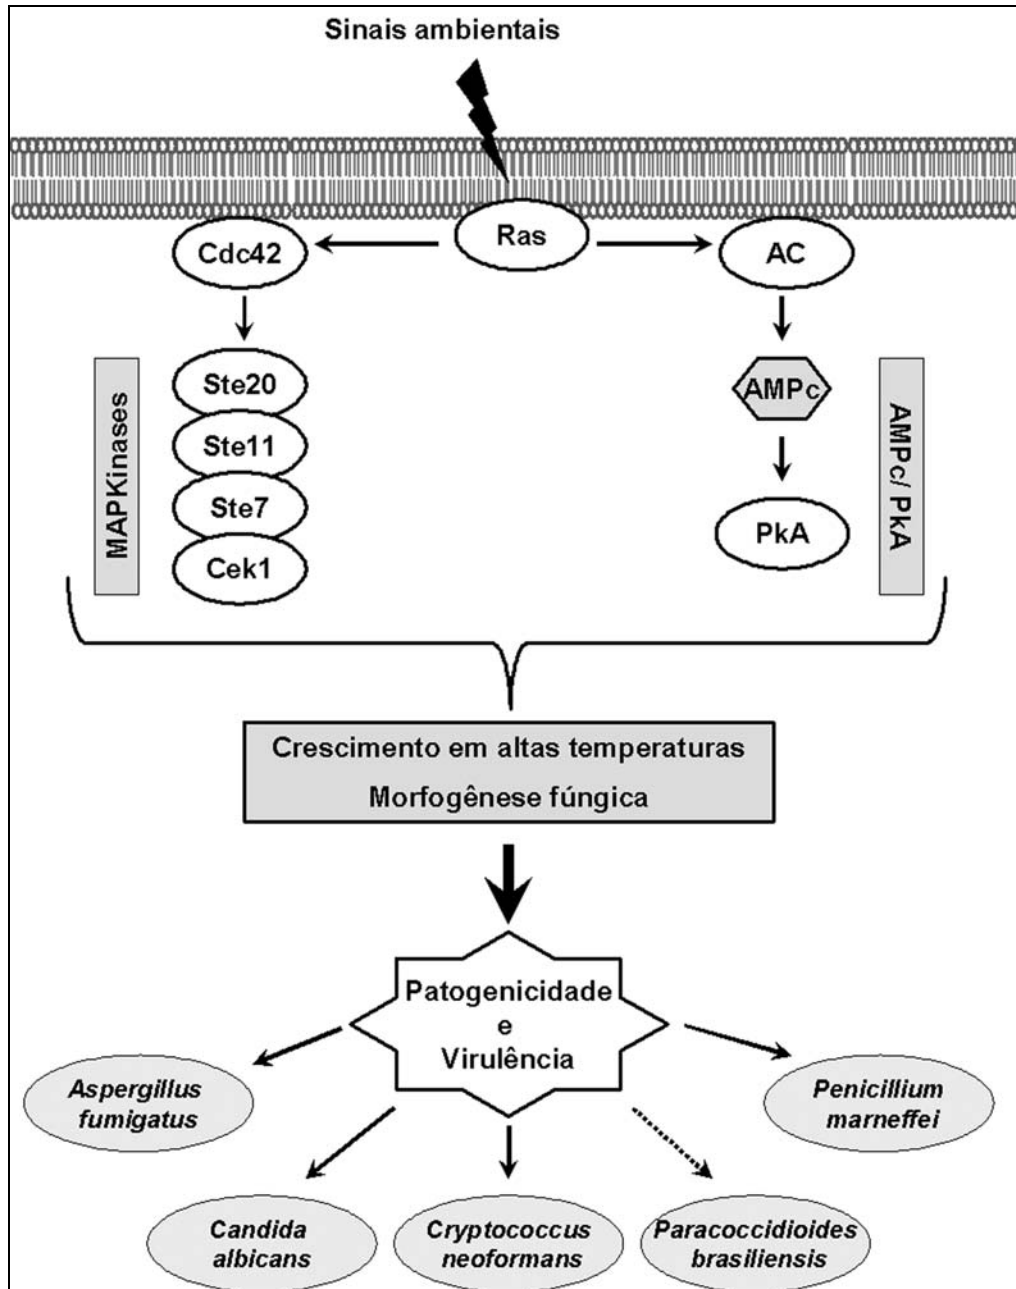 Sinais ambientais
Ras
Cdc42
AC
Ste20
Ste11
Ste7
Cek1
MAPKinases
AMPc
PkA
AMPc/ PkA
Crescimento em altas temperaturas
Morfogênese fúngica
Patogenicidade
e
Virulência
Aspergillus
fumigatus
Penicillium
marneffei
Candida
albicans
Cryptococcus
neoformans
Paracoccidioides
brasiliensis